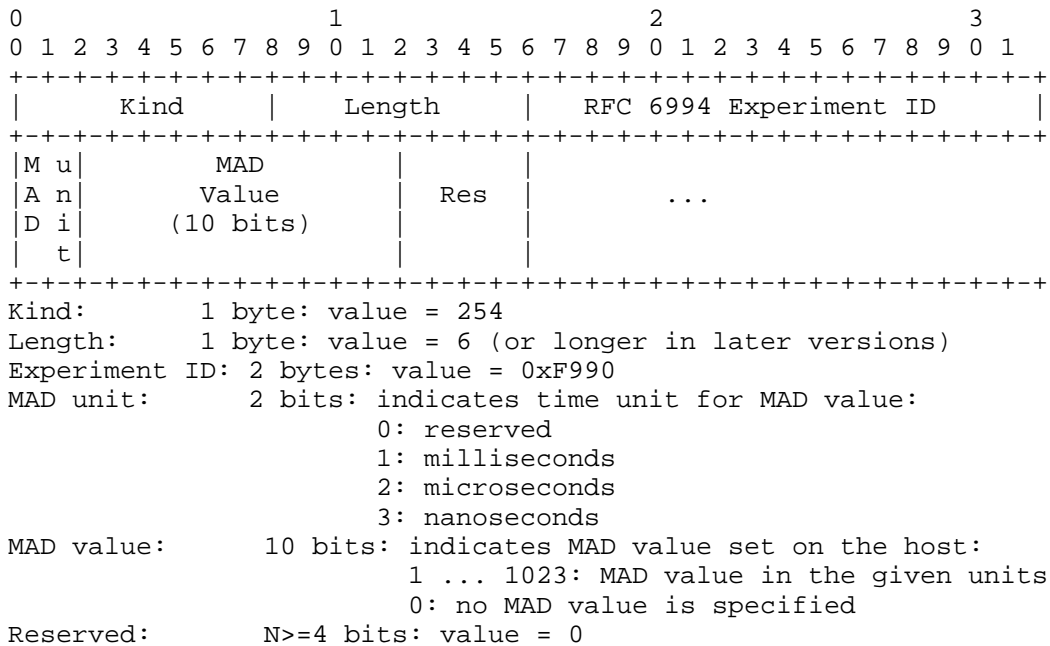 0                   1                   2                   3
0 1 2 3 4 5 6 7 8 9 0 1 2 3 4 5 6 7 8 9 0 1 2 3 4 5 6 7 8 9 0 1
+-+-+-+-+-+-+-+-+-+-+-+-+-+-+-+-+-+-+-+-+-+-+-+-+-+-+-+-+-+-+-+-+
|      Kind     |    Length     |   RFC 6994 Experiment ID      |
+-+-+-+-+-+-+-+-+-+-+-+-+-+-+-+-+-+-+-+-+-+-+-+-+-+-+-+-+-+-+-+-+
|M u|        MAD        |       |
|A n|       Value       |  Res  |        ...
|D i|     (10 bits)     |       |
|  t|                   |       |
+-+-+-+-+-+-+-+-+-+-+-+-+-+-+-+-+-+-+-+-+-+-+-+-+-+-+-+-+-+-+-+-+
Kind:       1 byte: value = 254
Length:     1 byte: value = 6 (or longer in later versions)
Experiment ID: 2 bytes: value = 0xF990
MAD unit:      2 bits: indicates time unit for MAD value:
                       0: reserved
                       1: milliseconds
                       2: microseconds
                       3: nanoseconds
MAD value:      10 bits: indicates MAD value set on the host:
                         1 ... 1023: MAD value in the given units
                         0: no MAD value is specified
Reserved:       N>=4 bits: value = 0